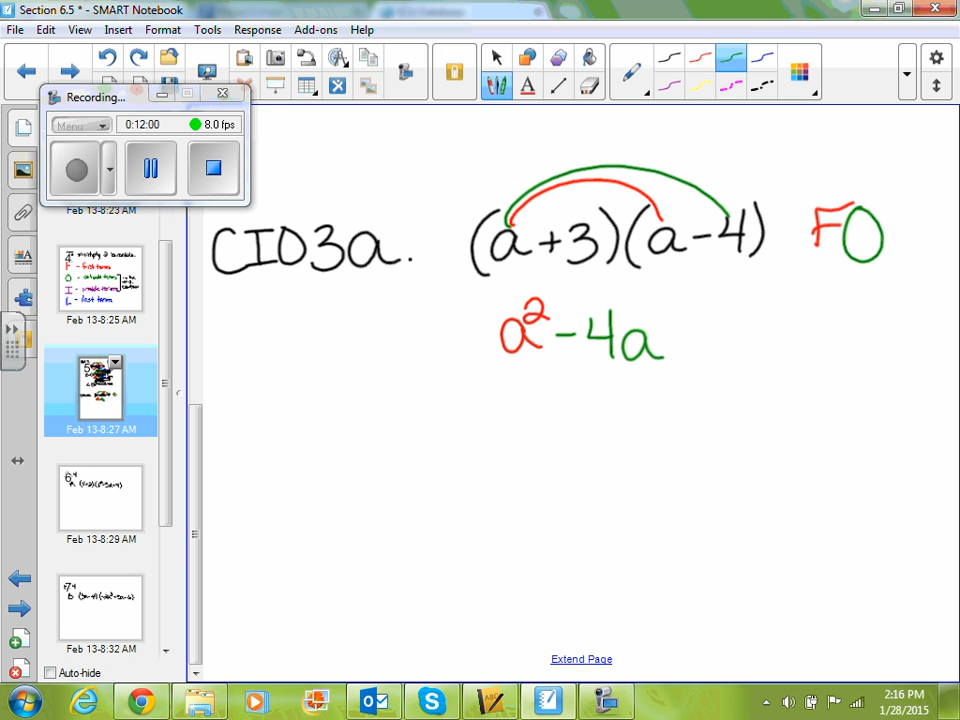 Section 6.5 * - SMART Notebook
File Edit View Insert Format Tools Response Add-ons Help
Recording...
Menu 0:12:00 8.0 fps
Feb 13-8:23 AM
F - first terms
Feb 13-8:25 AM
Feb 13-8:27 AM
Feb 13-8:29 AM
Feb 13-8:32 AM
Auto-hide
CIO3a. (a+3)(a-4) FO
a² -4a
Extend Page
2:16 PM
1/28/2015